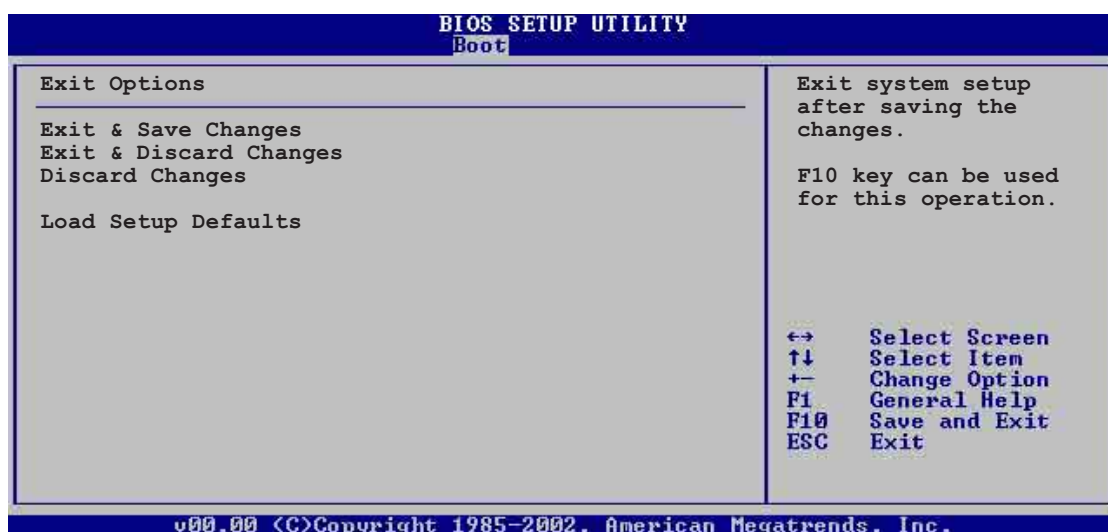 BIOS SETUP UTILITY
Boot
Exit Options
Exit & Save Changes
Exit & Discard Changes
Discard Changes
Load Setup Defaults
Exit system setup
after saving the
changes.
F10 key can be used
for this operation.
↔ Select Screen
↑↓ Select Item
+- Change Option
F1 General Help
F10 Save and Exit
ESC Exit
v00.00 (C)Copyright 1985-2002, American Megatrends, Inc.